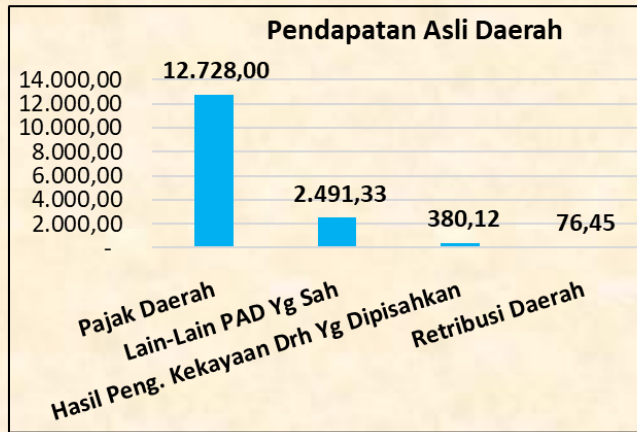 Pendapatan Asli Daerah
14.000,00
12.000,00
10.000,00
8.000,00
6.000,00
4.000,00
2.000,00
-
12.728,00
2.491,33
380,12
76,45
Pajak Daerah
Lain-Lain PAD Yg Sah
Hasil Peng. Kekayaan Drh Yg Dipisahkan
Retribusi Daerah